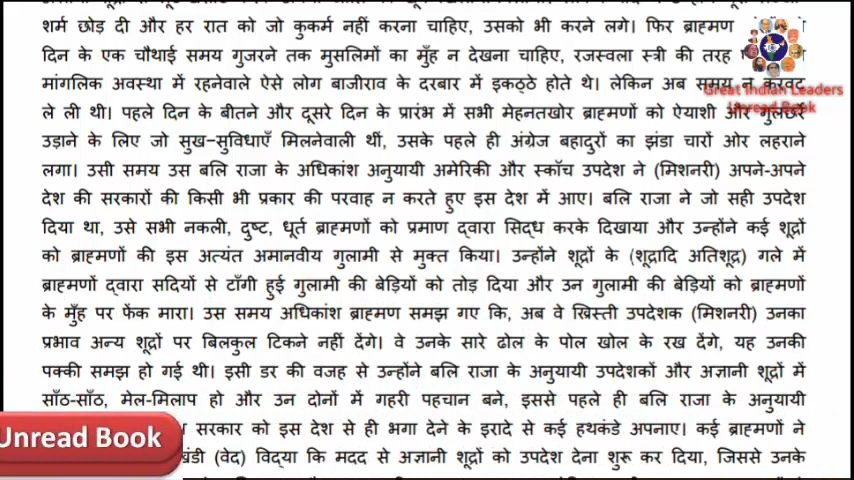 शर्म छोड़ दी और हर रात को जो कुकर्म नहीं करना चाहिए, उसको भी करने लगे। फिर ब्राह्मण
दिन के एक चौथाई समय गुजरने तक मुसलिमों का मुँह न देखना चाहिए, रजस्वला स्त्री की तरह
मांगलिक अवस्था में रहनेवाले ऐसे लोग बाजीराव के दरबार में इकठ्ठे होते थे। लेकिन अब समय न करवट
ले ली थी। पहले दिन के बीतने और दूसरे दिन के प्रारंभ में सभी मेहनतखोर ब्राह्मणों को ऐयाशी और गुलछर्रे
उड़ाने के लिए जो सुख-सुविधाएँ मिलनेवाली थीं, उसके पहले ही अंग्रेज बहादुरों का झंडा चारों ओर लहराने
लगा। उसी समय उस बलि राजा के अधिकांश अनुयायी अमेरिकी और स्कॉच उपदेश ने (मिशनरी) अपने-अपने
देश की सरकारों की किसी भी प्रकार की परवाह न करते हुए इस देश में आए। बलि राजा ने जो सही उपदेश
दिया था, उसे सभी नकली, दुष्ट, धूर्त ब्राह्मणों को प्रमाण द्वारा सिद्ध करके दिखाया और उन्होंने कई शूद्रों
को ब्राह्मणों की इस अत्यंत अमानवीय गुलामी से मुक्त किया। उन्होंने शूद्रों के (शूद्रादि अतिशूद्र) गले में
ब्राह्मणों द्वारा सदियों से टाँगी हुई गुलामी की बेड़ियों को तोड़ दिया और उन गुलामी की बेड़ियों को ब्राह्मणों
के मुँह पर फेंक मारा। उस समय अधिकांश ब्राह्मण समझ गए कि, अब वे ख्रिस्ती उपदेशक (मिशनरी) उनका
प्रभाव अन्य शूद्रों पर बिलकुल टिकने नहीं देंगे। वे उनके सारे ढोल के पोल खोल के रख देंगे, यह उनकी
पक्की समझ हो गई थी। इसी डर की वजह से उन्होंने बलि राजा के अनुयायी उपदेशकों और अज्ञानी शूद्रों में
साँठ-साँठ, मेल-मिलाप हो और उन दोनों में गहरी पहचान बने, इससे पहले ही बलि राजा के अनुयायी
सरकार को इस देश से ही भगा देने के इरादे से कई हथकंडे अपनाए। कई ब्राह्मणों ने
(वेद) विद्या कि मदद से अज्ञानी शूद्रों को उपदेश देना शुरू कर दिया, जिससे उनके
Great Indian Leaders
Unread Book
Unread Book